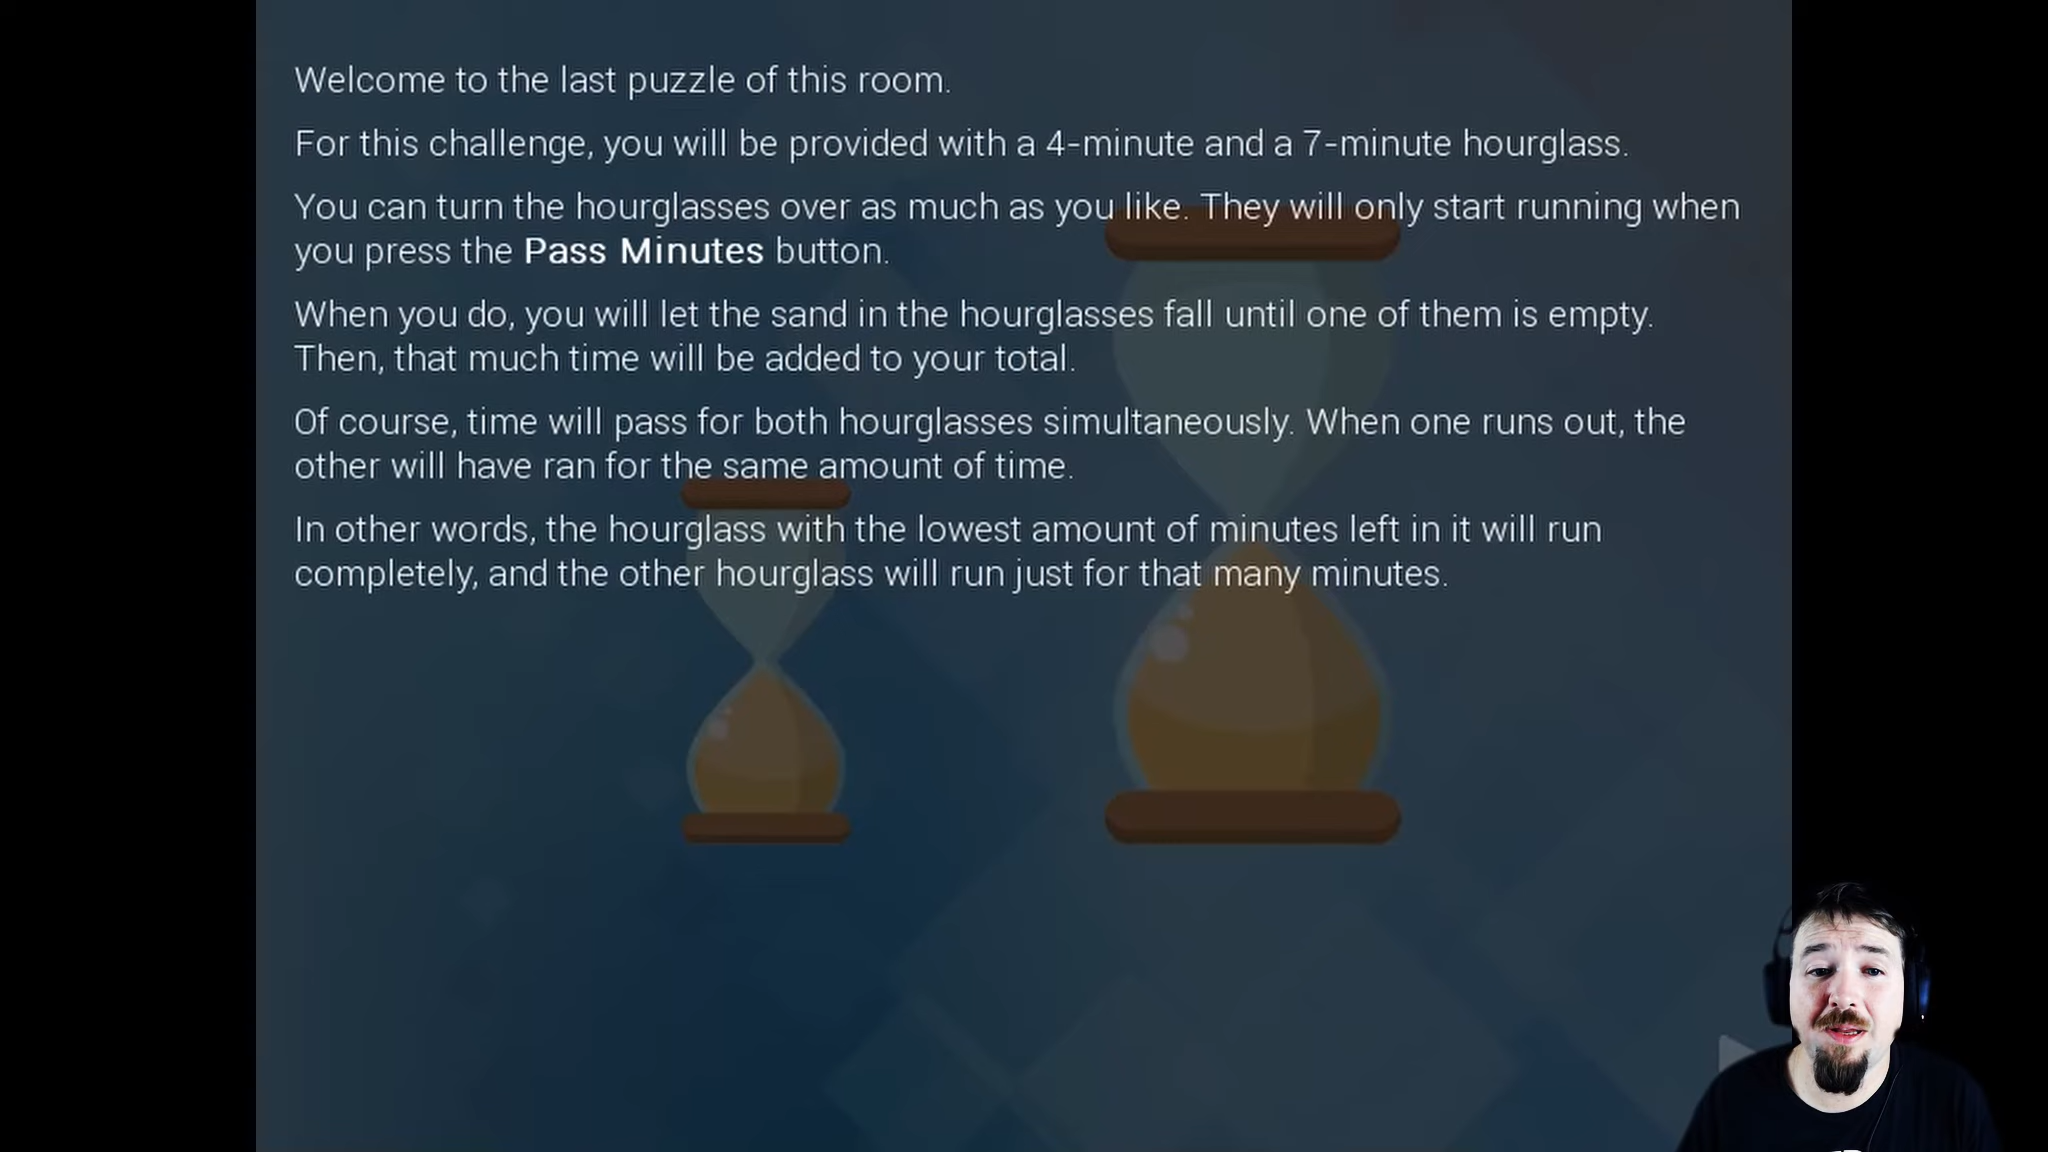 Welcome to the last puzzle of this room.
For this challenge, you will be provided with a 4-minute and a 7-minute hourglass.
You can turn the hourglasses over as much as you like. They will only start running when
you press the Pass Minutes button.
When you do, you will let the sand in the hourglasses fall until one of them is empty.
Then, that much time will be added to your total.
Of course, time will pass for both hourglasses simultaneously. When one runs out, the
other will have ran for the same amount of time.
In other words, the hourglass with the lowest amount of minutes left in it will run
completely, and the other hourglass will run just for that many minutes.